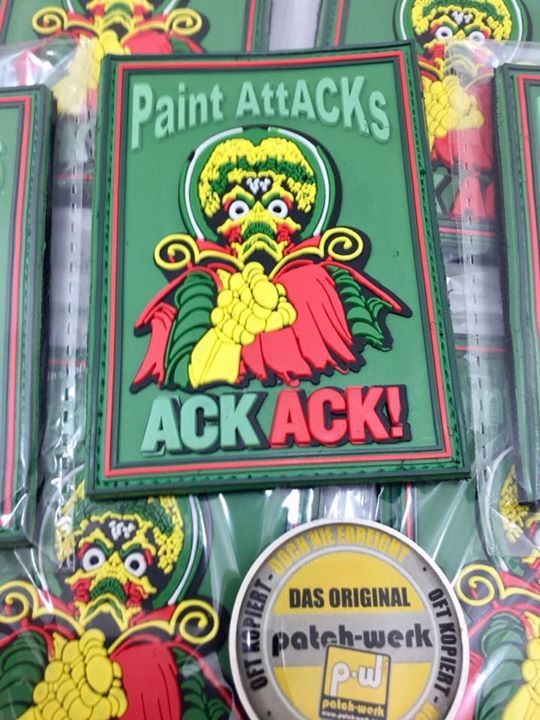 Paint AttACKs
ACK ACK!
OFT KOPIERT - DOCH NIE ERREICHT
DAS ORIGINAL
patch-werk
p·w
patch-werk
OFT KOPIERT